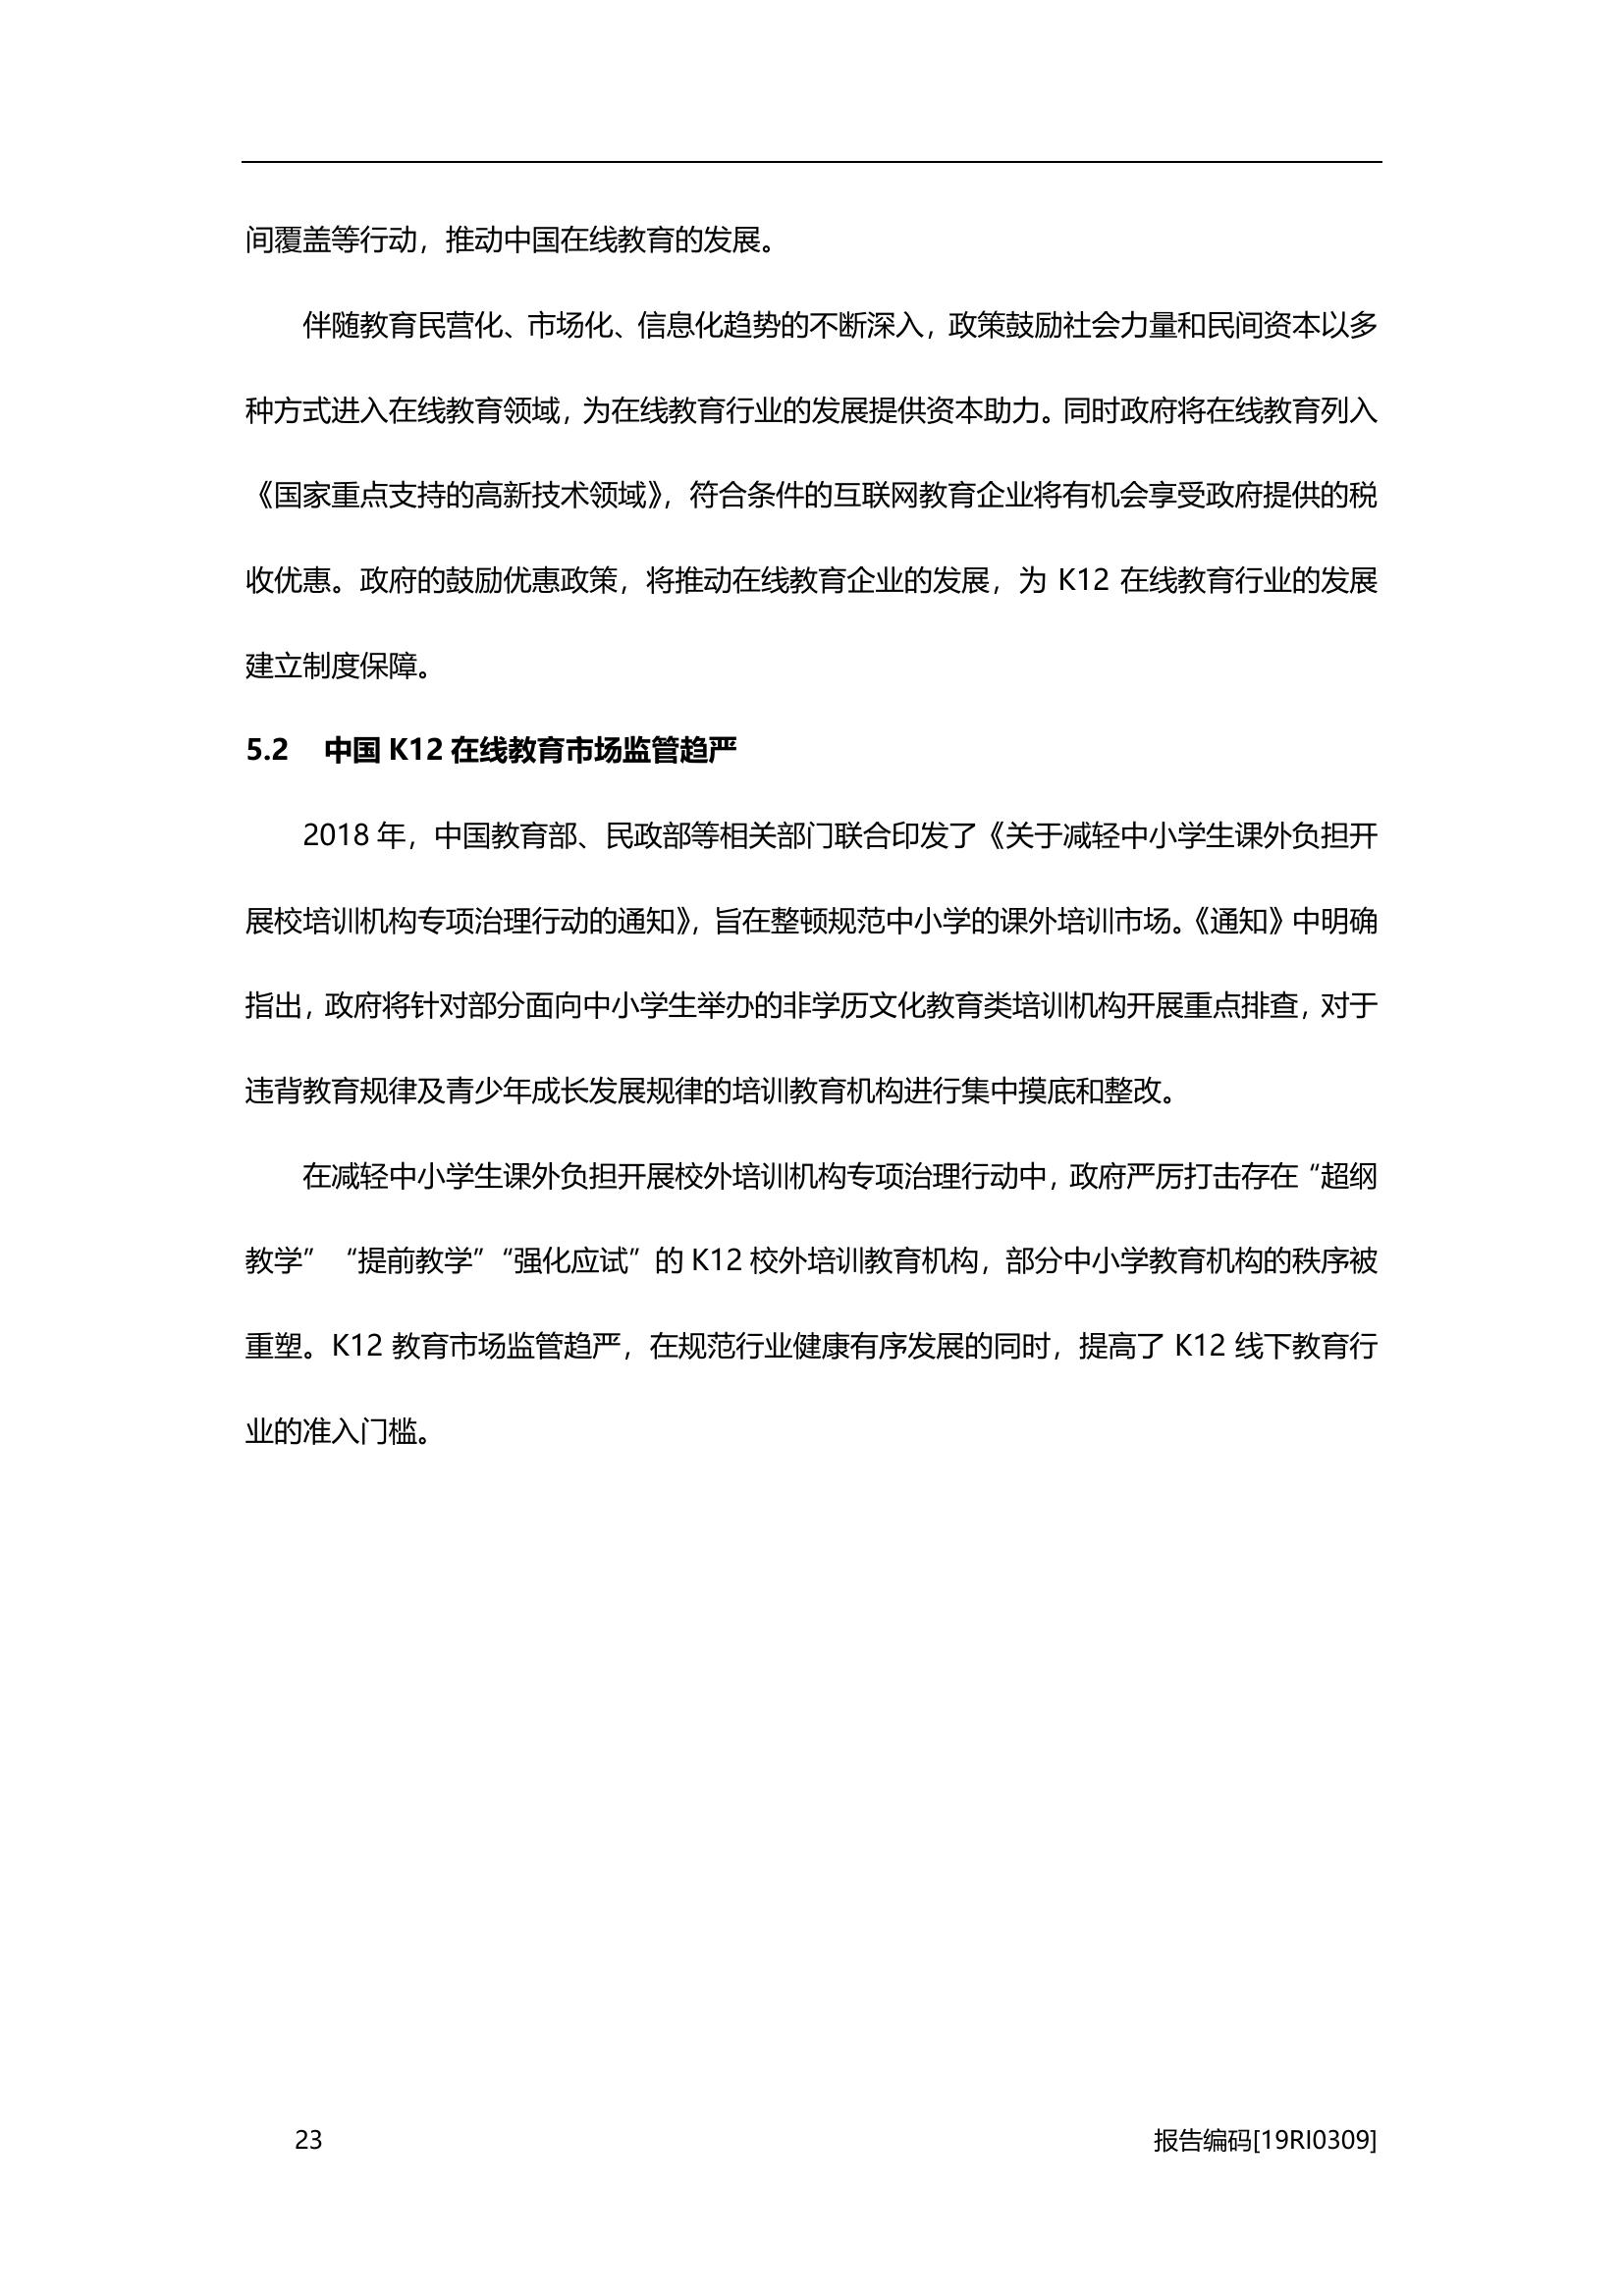 间覆盖等行动，推动中国在线教育的发展。
伴随教育民营化、市场化、信息化趋势的不断深入，政策鼓励社会力量和民间资本以多
种方式进入在线教育领域，为在线教育行业的发展提供资本助力。同时政府将在线教育列入
《国家重点支持的高新技术领域》，符合条件的互联网教育企业将有机会享受政府提供的税
收优惠。政府的鼓励优惠政策，将推动在线教育企业的发展，为 K12 在线教育行业的发展
建立制度保障。
5.2 中国 K12 在线教育市场监管趋严
2018 年，中国教育部、民政部等相关部门联合印发了《关于减轻中小学生课外负担开
展校培训机构专项治理行动的通知》，旨在整顿规范中小学的课外培训市场。《通知》中明确
指出，政府将针对部分面向中小学生举办的非学历文化教育类培训机构开展重点排查，对于
违背教育规律及青少年成长发展规律的培训教育机构进行集中摸底和整改。
在减轻中小学生课外负担开展校外培训机构专项治理行动中，政府严厉打击存在“超纲
教学” “提前教学”“强化应试”的 K12 校外培训教育机构，部分中小学教育机构的秩序被
重塑。K12 教育市场监管趋严，在规范行业健康有序发展的同时，提高了 K12 线下教育行
业的准入门槛。
23 报告编码[19RI0309]